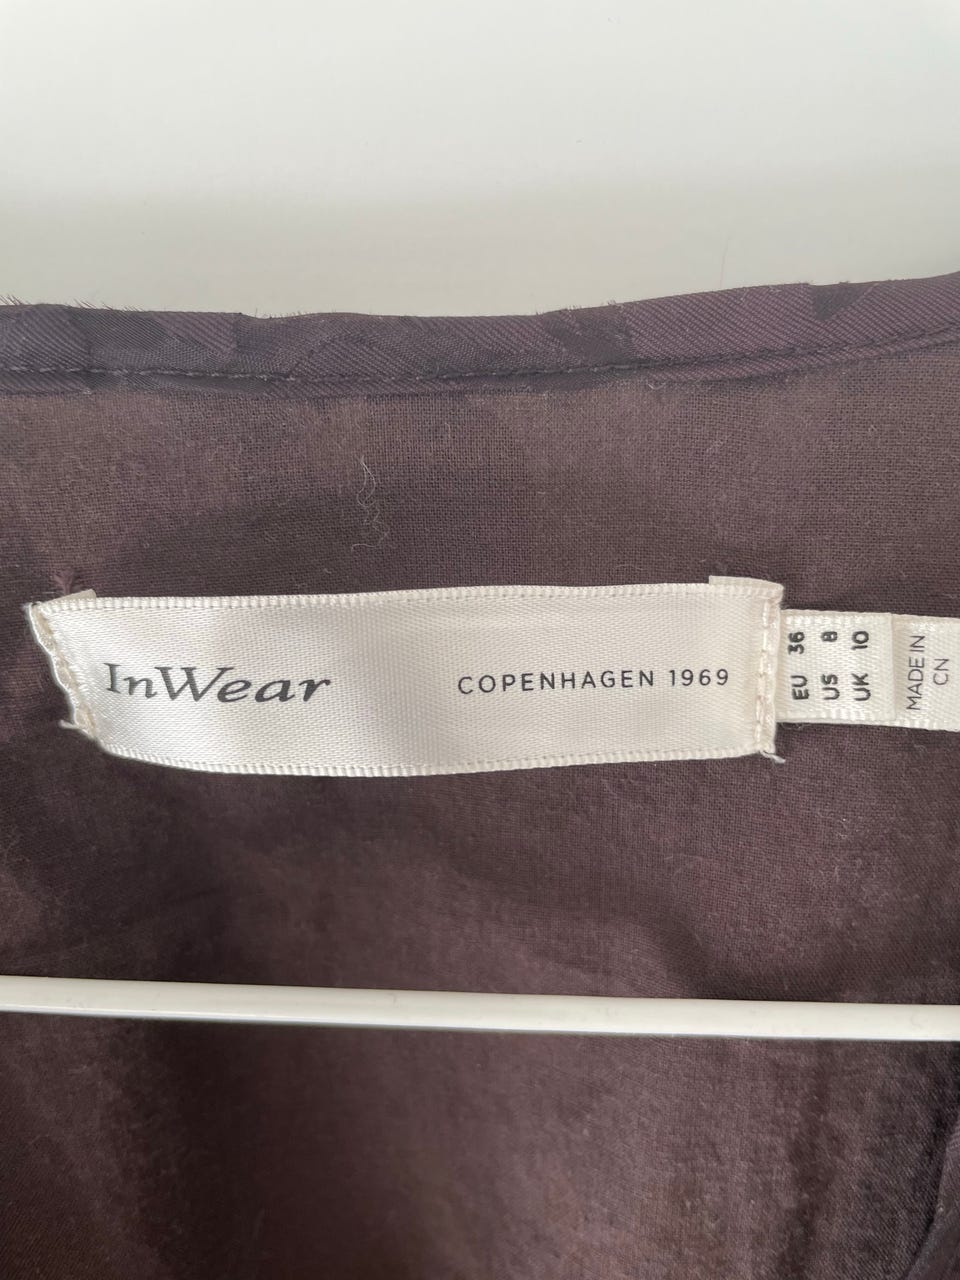 InWear
COPENHAGEN 1969
EU 36
US 8
UK 10
MADE IN
CN